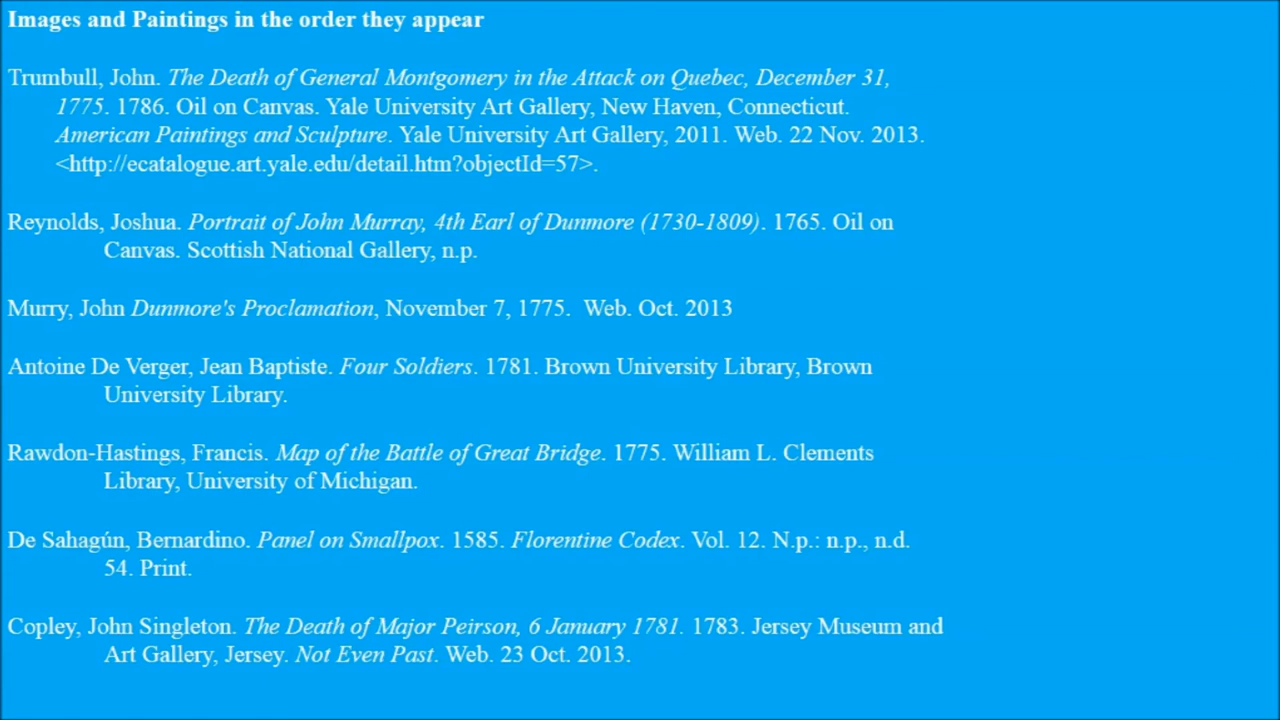 Images and Paintings in the order they appear
Trumbull, John. The Death of General Montgomery in the Attack on Quebec, December 31,
1775. 1786. Oil on Canvas. Yale University Art Gallery, New Haven, Connecticut.
American Paintings and Sculpture. Yale University Art Gallery, 2011. Web. 22 Nov. 2013.
<http://ecatalogue.art.yale.edu/detail.htm?objectId=57>.
Reynolds, Joshua. Portrait of John Murray, 4th Earl of Dunmore (1730-1809). 1765. Oil on
Canvas. Scottish National Gallery, n.p.
Murry, John Dunmore's Proclamation, November 7, 1775. Web. Oct. 2013
Antoine De Verger, Jean Baptiste. Four Soldiers. 1781. Brown University Library, Brown
University Library.
Rawdon-Hastings, Francis. Map of the Battle of Great Bridge. 1775. William L. Clements
Library, University of Michigan.
De Sahagún, Bernardino. Panel on Smallpox. 1585. Florentine Codex. Vol. 12. N.p.: n.p., n.d.
54. Print.
Copley, John Singleton. The Death of Major Peirson, 6 January 1781. 1783. Jersey Museum and
Art Gallery, Jersey. Not Even Past. Web. 23 Oct. 2013.